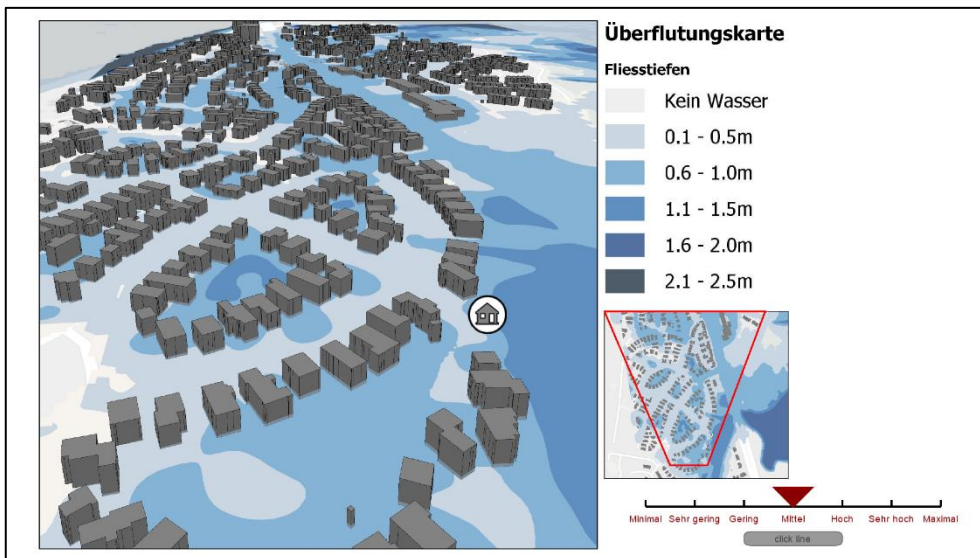 Überflutungskarte
Fliesstiefen
Kein Wasser
0.1 - 0.5m
0.6 - 1.0m
1.1 - 1.5m
1.6 - 2.0m
2.1 - 2.5m
Minimal Sehr gering Gering Mittel Hoch Sehr hoch Maximal
click line